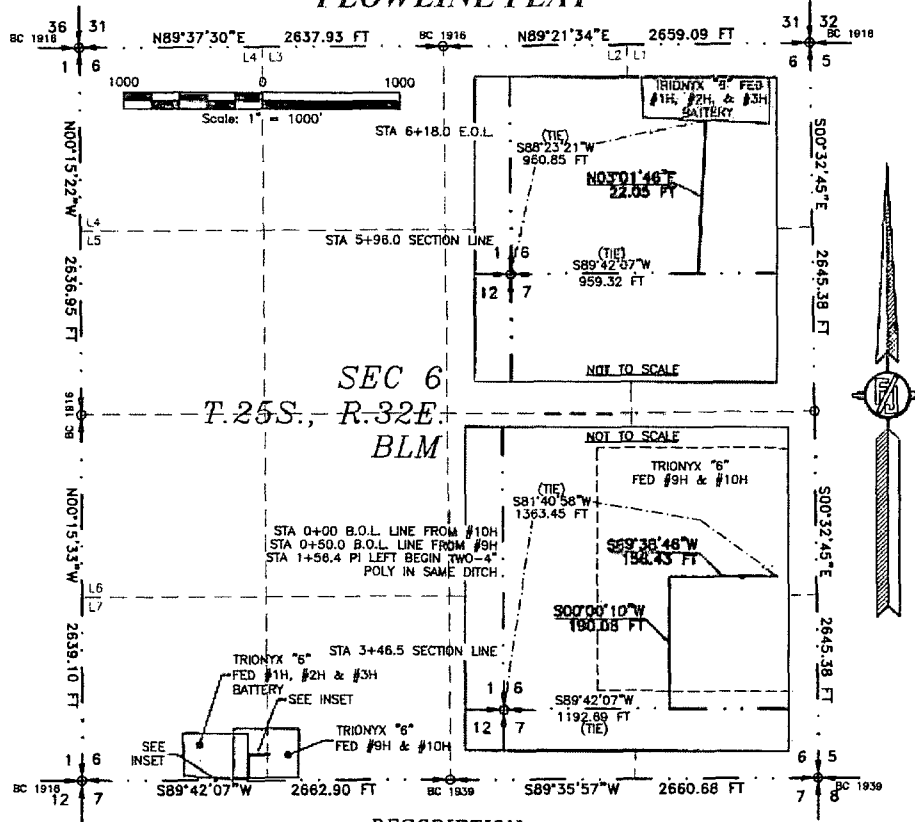 FLOWLINE PLAT
36 31
31 32
BC 1916
N89°37'30"E 2637.93 FT
BC 1916
N89°21'34"E 2659.09 FT
BC 1916
1 6
L4 L3
L2 L1
6 5
1000 0 1000
Scale: 1" = 1000'
STA 6+18.0 E.O.L.
TRIONYX "6" FED
#1H, #2H, & #3H
BATTERY
(TIE)
S88°23'21"W
960.85 FT
N03°01'46"E
22.05 FT
N00°15'22"W 2636.95 FT
S00°32'45"E 2645.38 FT
L4
L5
STA 5+96.0 SECTION LINE
1 6
12 7
(TIE)
S89°42'07"W
959.32 FT
NOT TO SCALE
SEC 6
T.25S., R.32E.
BLM
BC 1916
NOT TO SCALE
TRIONYX "6"
FED #9H & #10H
(TIE)
S81°40'58"W
1363.45 FT
STA 0+00 B.O.L. LINE FROM #10H
STA 0+50.0 B.O.L. LINE FROM #9H
STA 1+56.4 PI LEFT BEGIN TWO-4"
POLY IN SAME DITCH
S89°38'46"W
156.43 FT
S00°00'10"W
190.08 FT
N00°15'33"W 2639.10 FT
S00°32'45"E 2645.38 FT
L6
L7
STA 3+46.5 SECTION LINE
1 6
12 7
S89°42'07"W
1192.69 FT
(TIE)
TRIONYX "6"
FED #1H, #2H & #3H
BATTERY
SEE INSET
TRIONYX "6"
FED #9H & #10H
SEE
INSET
1 6
6 5
BC 1916
S89°42'07"W 2662.90 FT
BC 1939
S89°35'57"W 2660.68 FT
BC 1939
12 7
7 8
DESCRIPTION